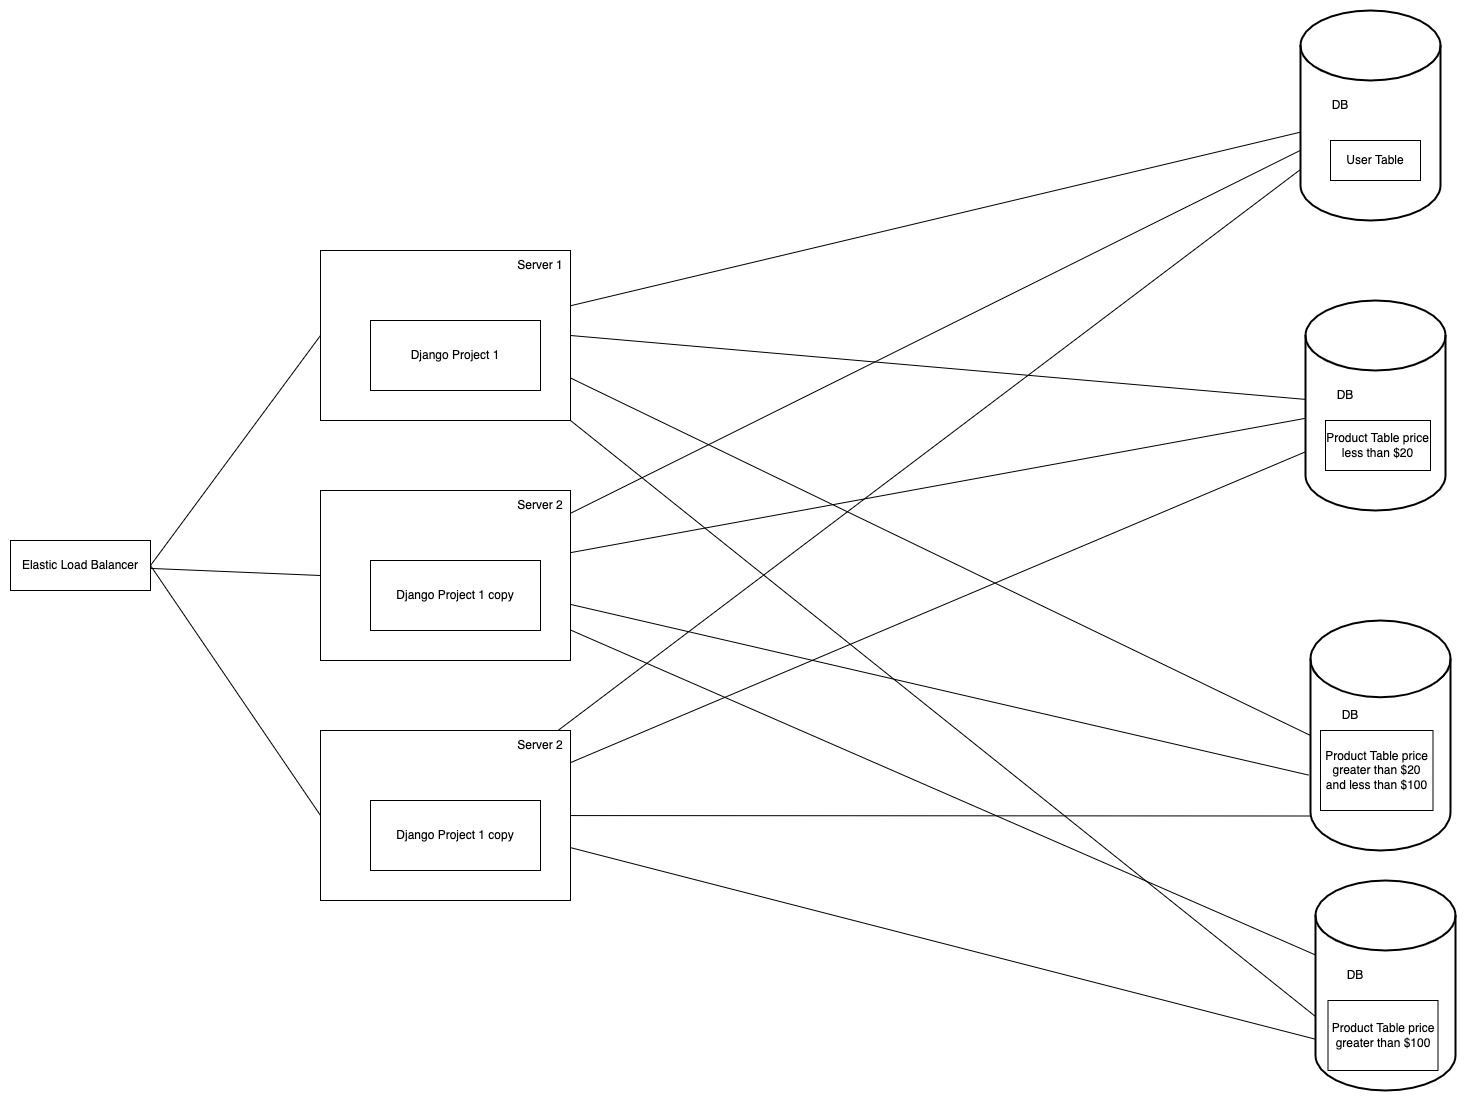 DB
User Table
Server 1
Django Project 1
DB
Product Table price
less than $20
Server 2
Django Project 1 copy
Elastic Load Balancer
DB
Product Table price
greater than $20
and less than $100
Server 2
Django Project 1 copy
DB
Product Table price
greater than $100